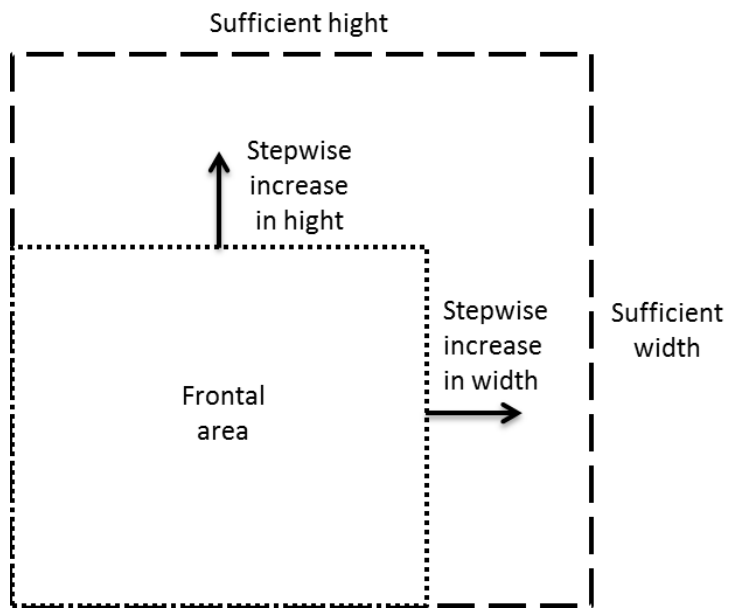 Sufficient hight
Stepwise
increase
in hight
Stepwise
increase
in width
Sufficient
width
Frontal
area